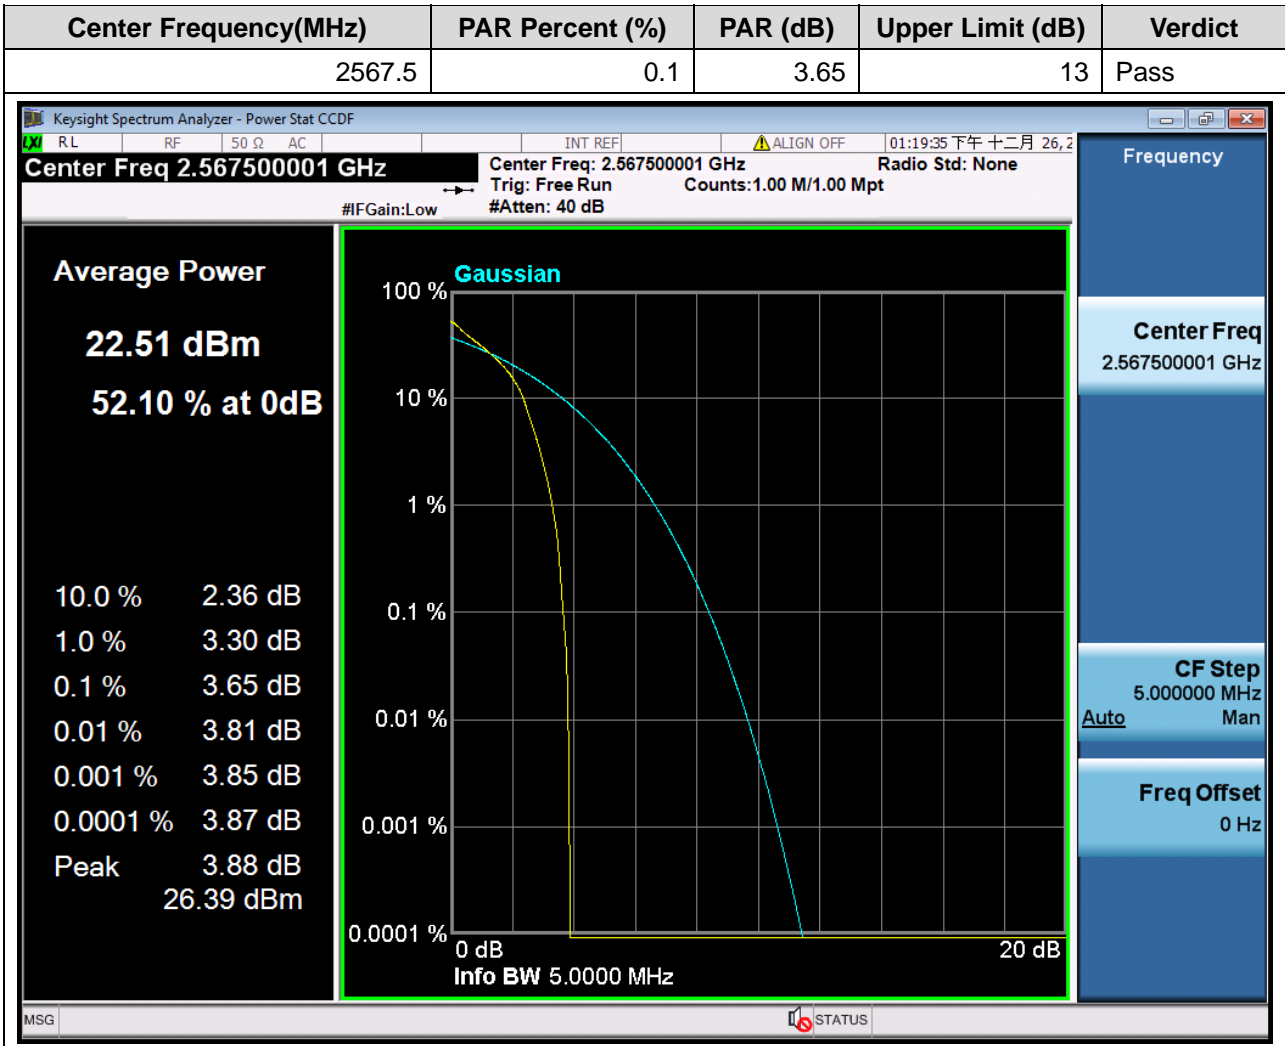 Center Frequency(MHz) PAR Percent (%) PAR (dB) Upper Limit (dB) Verdict
2567.5 0.1 3.65 13 Pass
Keysight Spectrum Analyzer - Power Stat CCDF
LXI RL RF 50 Ω AC INT REF ALIGN OFF 01:19:35 下午 十二月 26, 2
Center Freq 2.567500001 GHz
Center Freq: 2.567500001 GHz Radio Std: None
Trig: Free Run Counts:1.00 M/1.00 Mpt
#IFGain:Low #Atten: 40 dB
Average Power
22.51 dBm
52.10 % at 0dB
10.0 % 2.36 dB
1.0 % 3.30 dB
0.1 % 3.65 dB
0.01 % 3.81 dB
0.001 % 3.85 dB
0.0001 % 3.87 dB
Peak 3.88 dB
26.39 dBm
Gaussian
100 %
10 %
1 %
0.1 %
0.01 %
0.001 %
0.0001 %
0 dB 20 dB
Info BW 5.0000 MHz
Frequency
Center Freq
2.567500001 GHz
CF Step
5.000000 MHz
Auto Man
Freq Offset
0 Hz
MSG STATUS